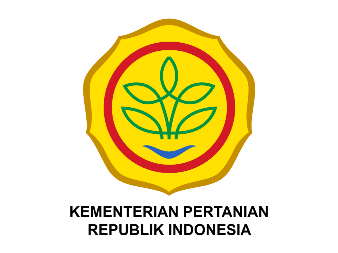 KEMENTERIAN PERTANIAN
REPUBLIK INDONESIA